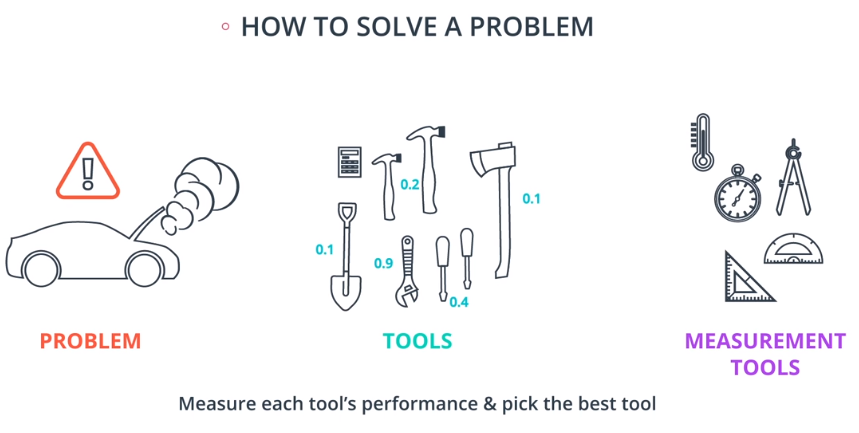 HOW TO SOLVE A PROBLEM
0.2
0.1
0.1
0.9
0.4
PROBLEM
TOOLS
MEASUREMENT
TOOLS
Measure each tool's performance & pick the best tool